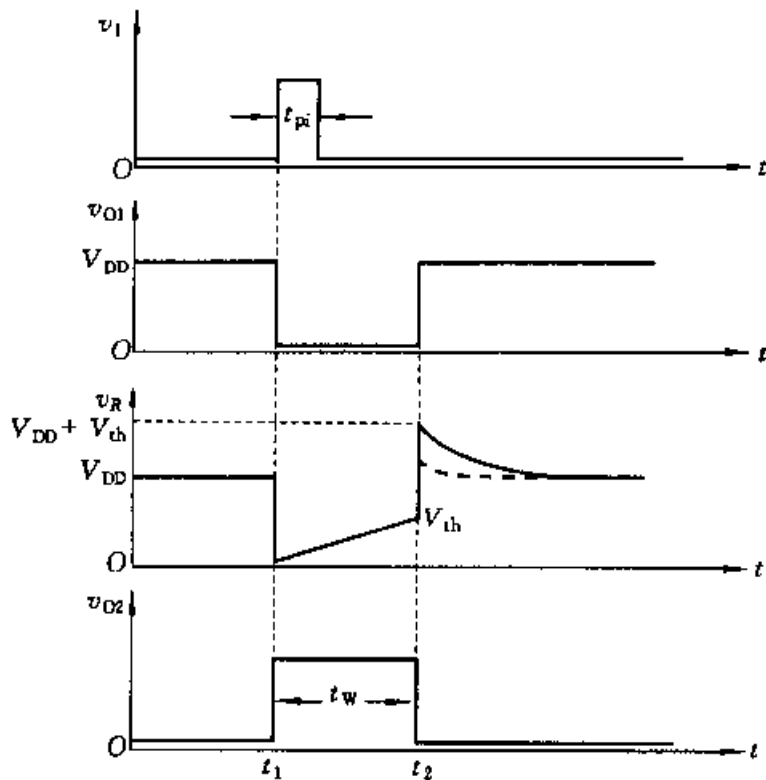 v_I
t_pi
O
t
v_O1
V_DD
O
t
v_R
V_DD + V_th
V_DD
V_th
O
t
v_O2
t_W
O
t_1
t_2
t